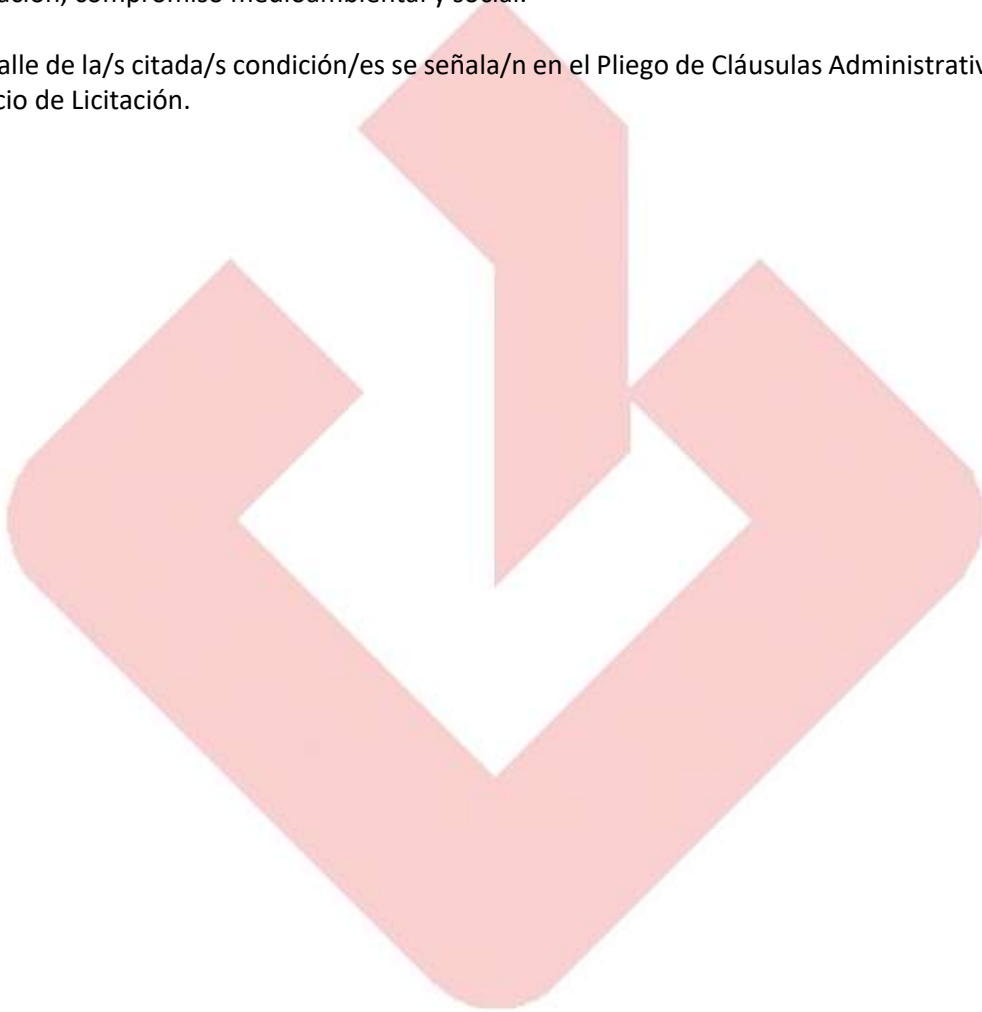 ación, compromiso medioambiental y social.
alle de la/s citada/s condición/es se señala/n en el Pliego de Cláusulas Administrativ
cio de Licitación.